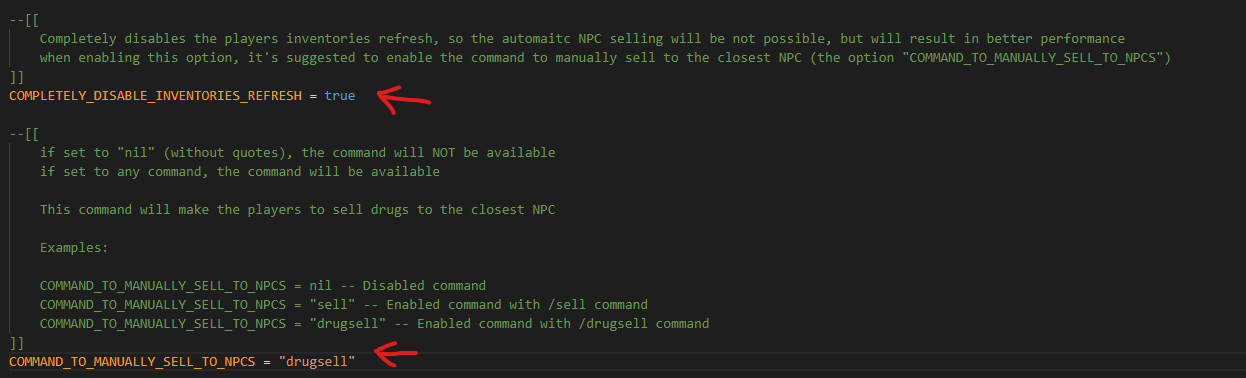 --[[
Completely disables the players inventories refresh, so the automaitc NPC selling will be not possible, but will result in better performance
when enabling this option, it's suggested to enable the command to manually sell to the closest NPC (the option "COMMAND_TO_MANUALLY_SELL_TO_NPCS")
]]
COMPLETELY_DISABLE_INVENTORIES_REFRESH = true
--[[
if set to "nil" (without quotes), the command will NOT be available
if set to any command, the command will be available
This command will make the players to sell drugs to the closest NPC
Examples:
COMMAND_TO_MANUALLY_SELL_TO_NPCS = nil -- Disabled command
COMMAND_TO_MANUALLY_SELL_TO_NPCS = "sell" -- Enabled command with /sell command
COMMAND_TO_MANUALLY_SELL_TO_NPCS = "drugsell" -- Enabled command with /drugsell command
]]
COMMAND_TO_MANUALLY_SELL_TO_NPCS = "drugsell"